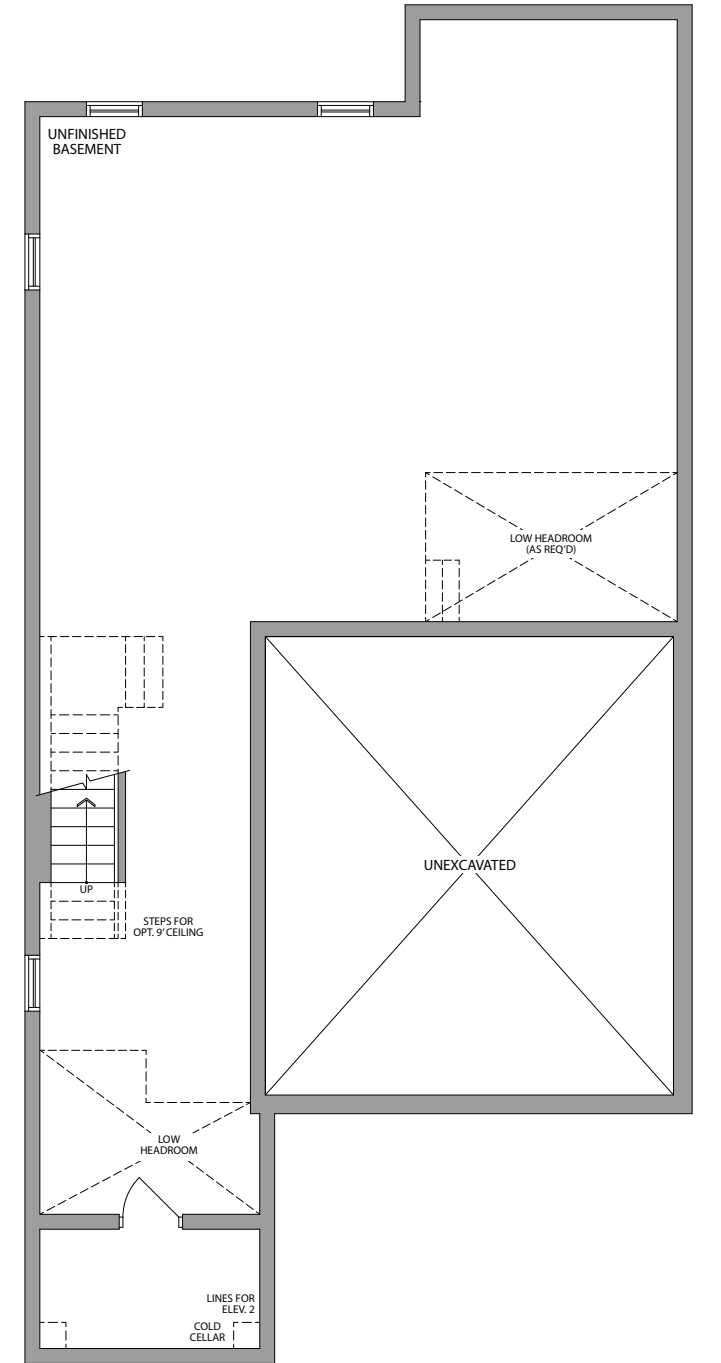 UNFINISHED
BASEMENT
LOW HEADROOM
(AS REQ'D)
UNEXCAVATED
UP
STEPS FOR
OPT. 9' CEILING
LOW
HEADROOM
LINES FOR
ELEV. 2
COLD
CELLAR